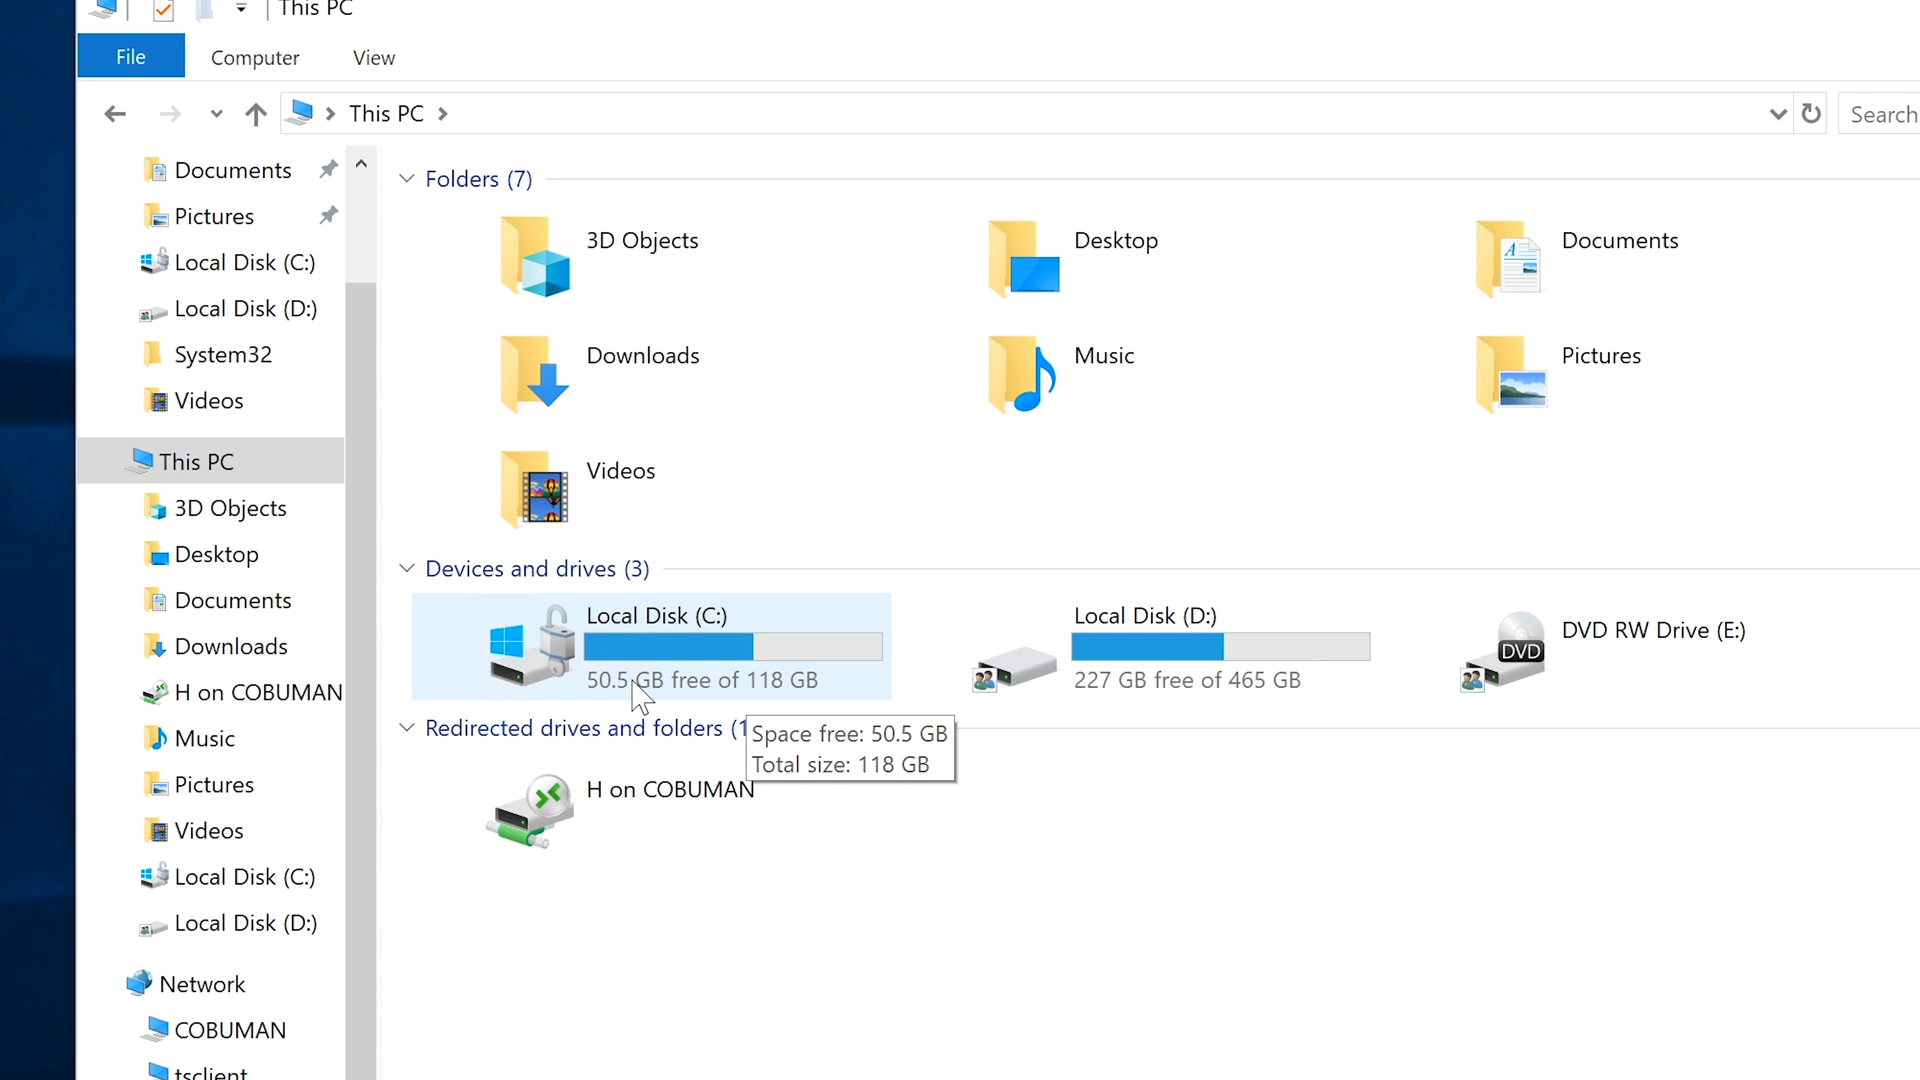 This PC
File
Computer
View
This PC
Search
Documents
Pictures
Local Disk (C:)
Local Disk (D:)
System32
Videos
This PC
3D Objects
Desktop
Documents
Downloads
H on COBUMAN
Music
Pictures
Videos
Local Disk (C:)
Local Disk (D:)
Network
COBUMAN
tsclient
Folders (7)
3D Objects
Desktop
Documents
A
Downloads
Music
Pictures
Videos
Devices and drives (3)
Local Disk (C:)
50.5 GB free of 118 GB
Local Disk (D:)
227 GB free of 465 GB
DVD
DVD RW Drive (E:)
Redirected drives and folders (1
Space free: 50.5 GB
Total size: 118 GB
H on COBUMAN